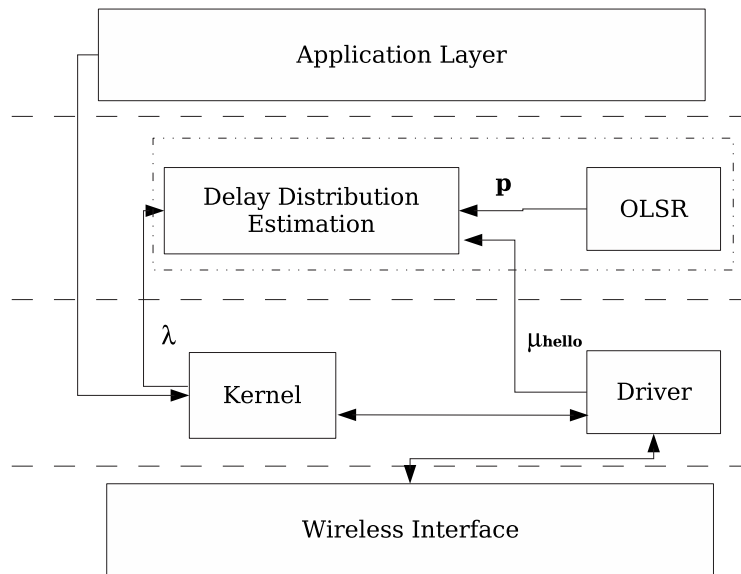 Application Layer
p
Delay Distribution
Estimation
OLSR
λ
μhello
Kernel
Driver
Wireless Interface